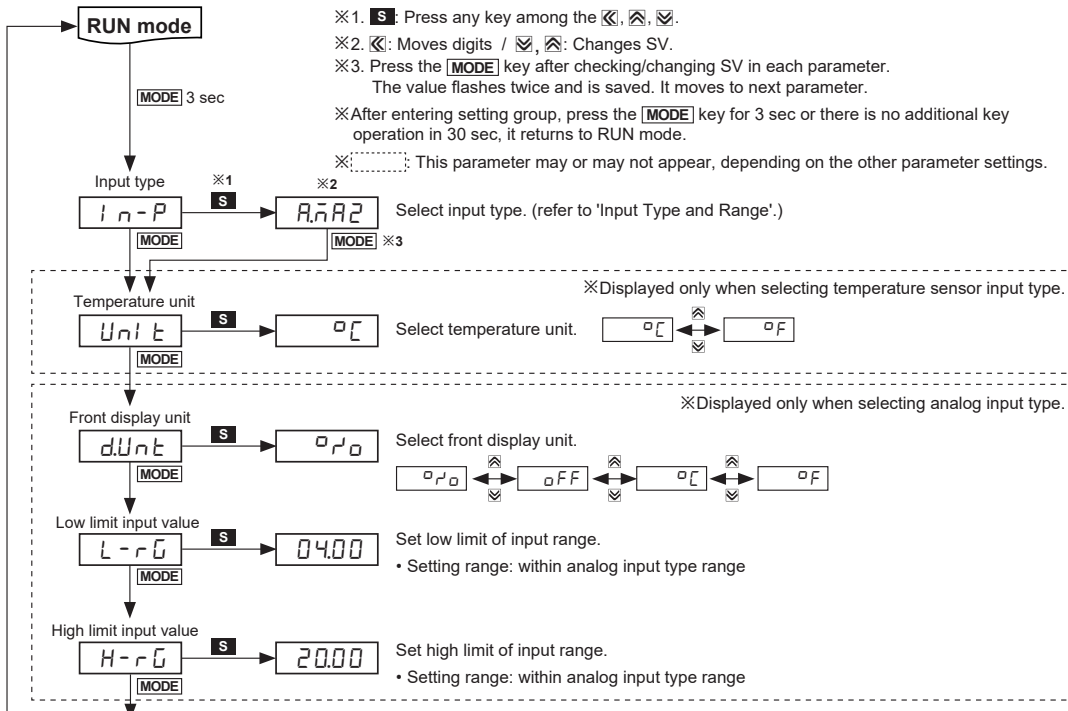 RUN mode
※1. S: Press any key among the «, ︽, ︾.
※2. «: Moves digits / ︾, ︽: Changes SV.
※3. Press the MODE key after checking/changing SV in each parameter.
The value flashes twice and is saved. It moves to next parameter.
MODE 3 sec
※After entering setting group, press the MODE key for 3 sec or there is no additional key
operation in 30 sec, it returns to RUN mode.
※ : This parameter may or may not appear, depending on the other parameter settings.
Input type ※1 ※2
In-P S A.mA2 Select input type. (refer to 'Input Type and Range'.)
MODE MODE ※3
※Displayed only when selecting temperature sensor input type.
Temperature unit
UnIt S °C Select temperature unit. °C °F
MODE
※Displayed only when selecting analog input type.
Front display unit
d.Unt S °/o Select front display unit.
MODE °/o oFF °C °F
Low limit input value
L-rG S 04.00 Set low limit of input range.
MODE • Setting range: within analog input type range
High limit input value
H-rG S 20.00 Set high limit of input range.
MODE • Setting range: within analog input type range